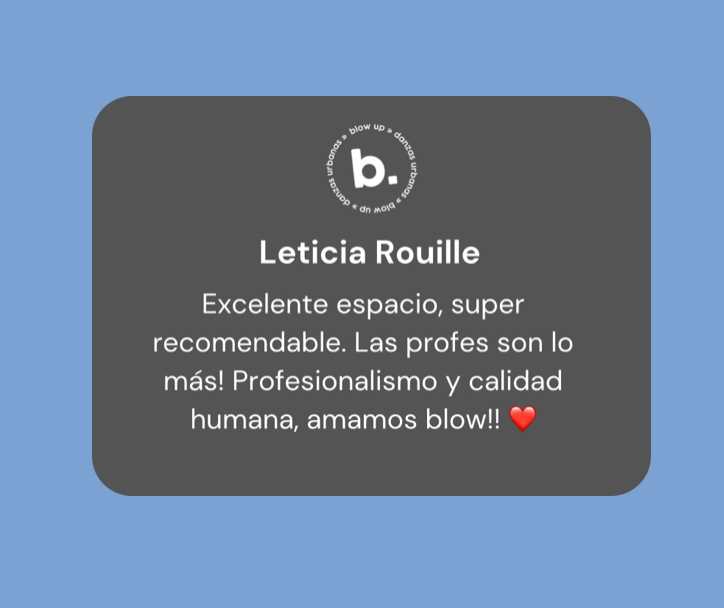 blow up » danzas urbanas » blow up » danzas urbanas »
b.
Leticia Rouille
Excelente espacio, super
recomendable. Las profes son lo
más! Profesionalismo y calidad
humana, amamos blow!! ❤️